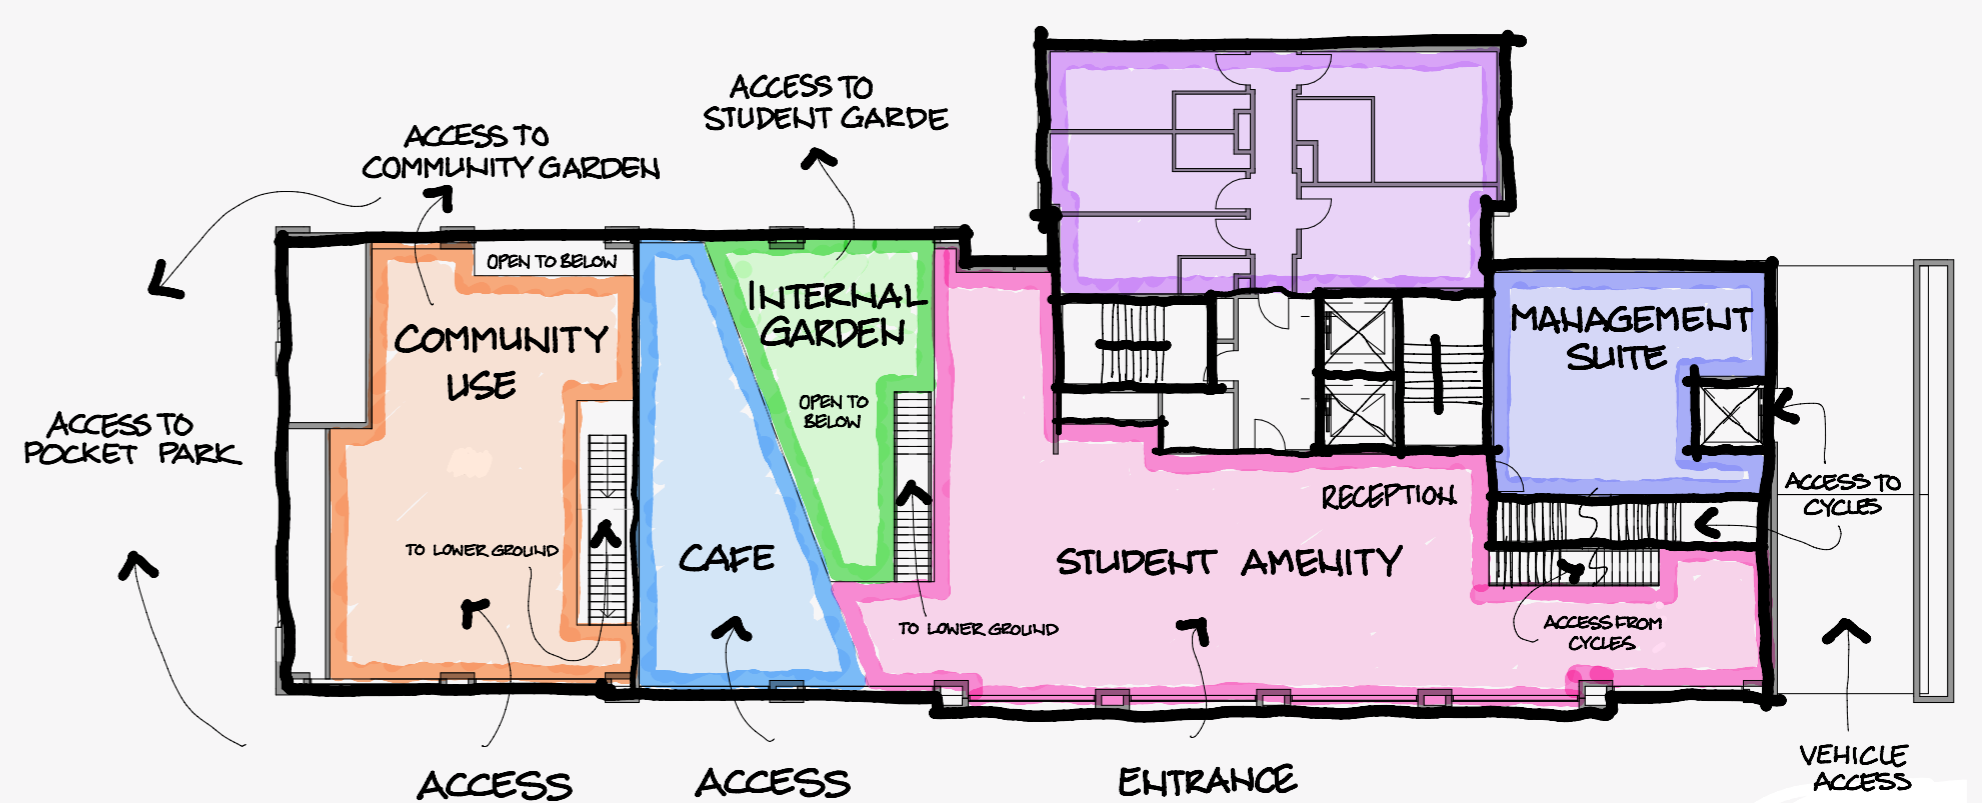 ACCESS TO
STUDENT GARDE
ACCESS TO
COMMUNITY GARDEN
OPEN TO BELOW
INTERNAL
GARDEN
COMMUNITY
USE
MANAGEMENT
SUITE
OPEN TO
BELOW
ACCESS TO
POCKET PARK
RECEPTION
ACCESS TO
CYCLES
TO LOWER GROUND
CAFE
STUDENT AMENITY
TO LOWER GROUND
ACCESS FROM
CYCLES
ACCESS
ACCESS
ENTRANCE
VEHICLE
ACCESS